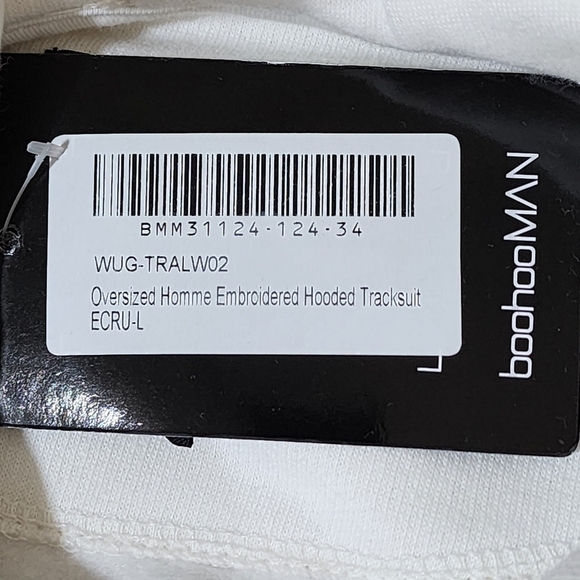 BMM31124-124-34
WUG-TRALW02
Oversized Homme Embroidered Hooded Tracksuit
ECRU-L
boohooMAN
L